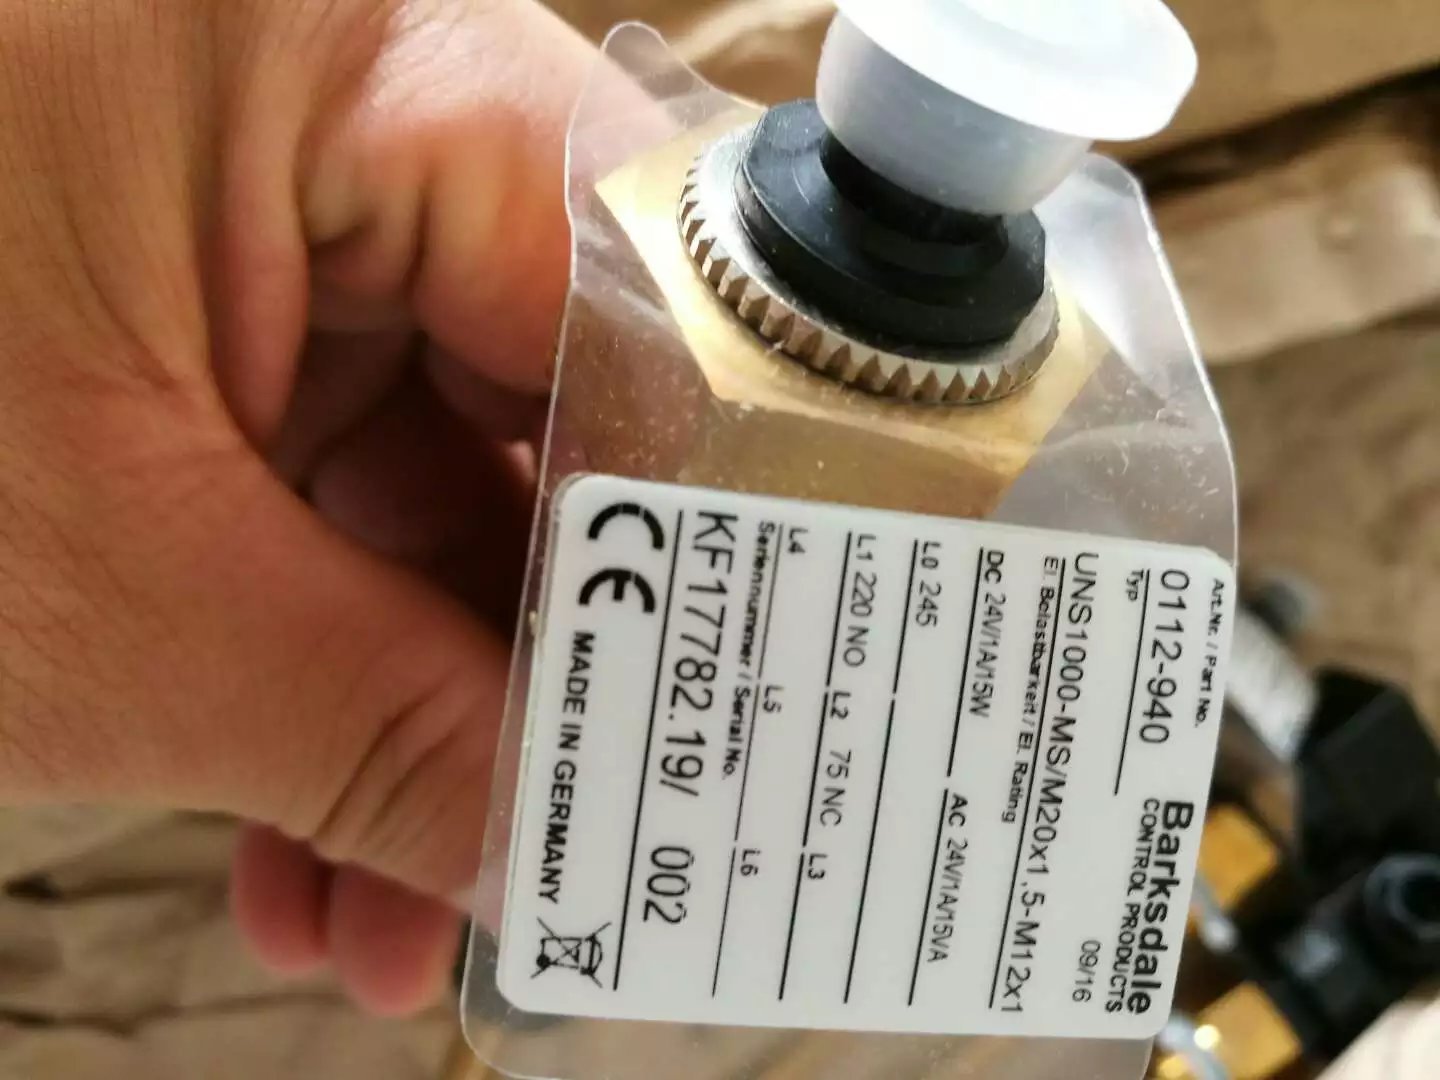 Art.Nr. / Part No.
0112-940
Barksdale
CONTROL PRODUCTS
Typ
09/16
UNS1000-MS/M20x1,5-M12x1
El. Belastbarkeit / El. Rating
DC 24V/1A/15W AC 24V/1A/15VA
L0 245
L1 220 NO L2 75 NC L3
L4 L5 L6
Seriennummer / Serial No.
KF17782.19/ 002
CE MADE IN GERMANY